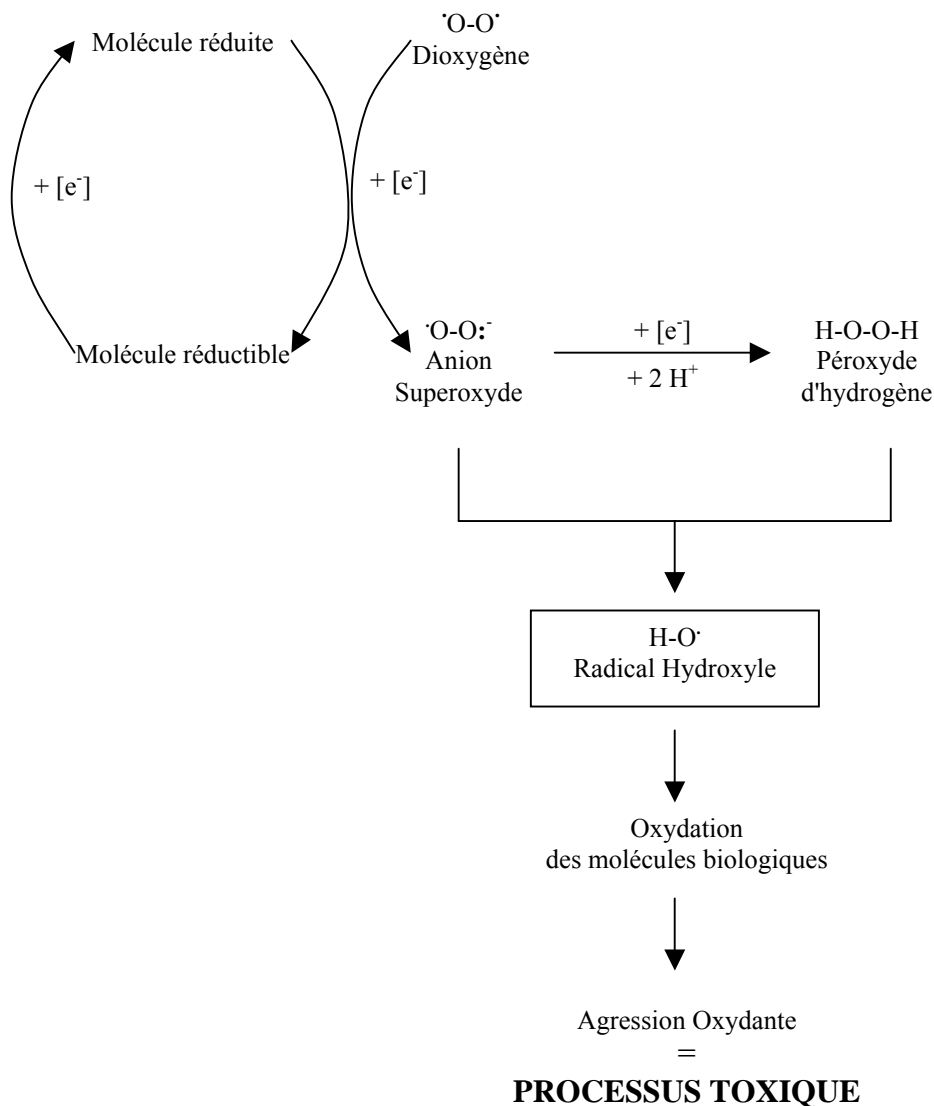 ·O-O·
Molécule réduite
Dioxygène
+ [e-]
+ [e-]
Molécule réductible
·O-O:-
Anion
Superoxyde
+ [e-]
+ 2 H+
H-O-O-H
Péroxyde
d'hydrogène
H-O·
Radical Hydroxyle
Oxydation
des molécules biologiques
Agression Oxydante
=
PROCESSUS TOXIQUE